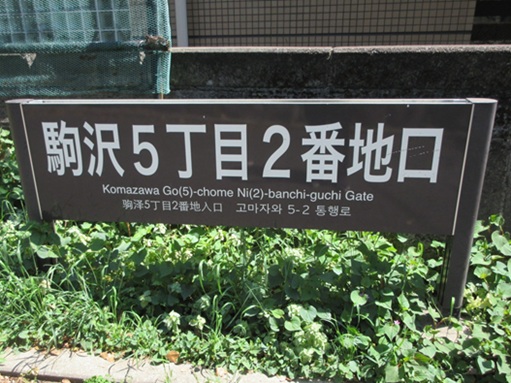 駒沢5丁目2番地口
Komazawa Go(5)-chome Ni(2)-banchi-guchi Gate
驹泽5丁目2番地入口 고마자와 5-2 통행로